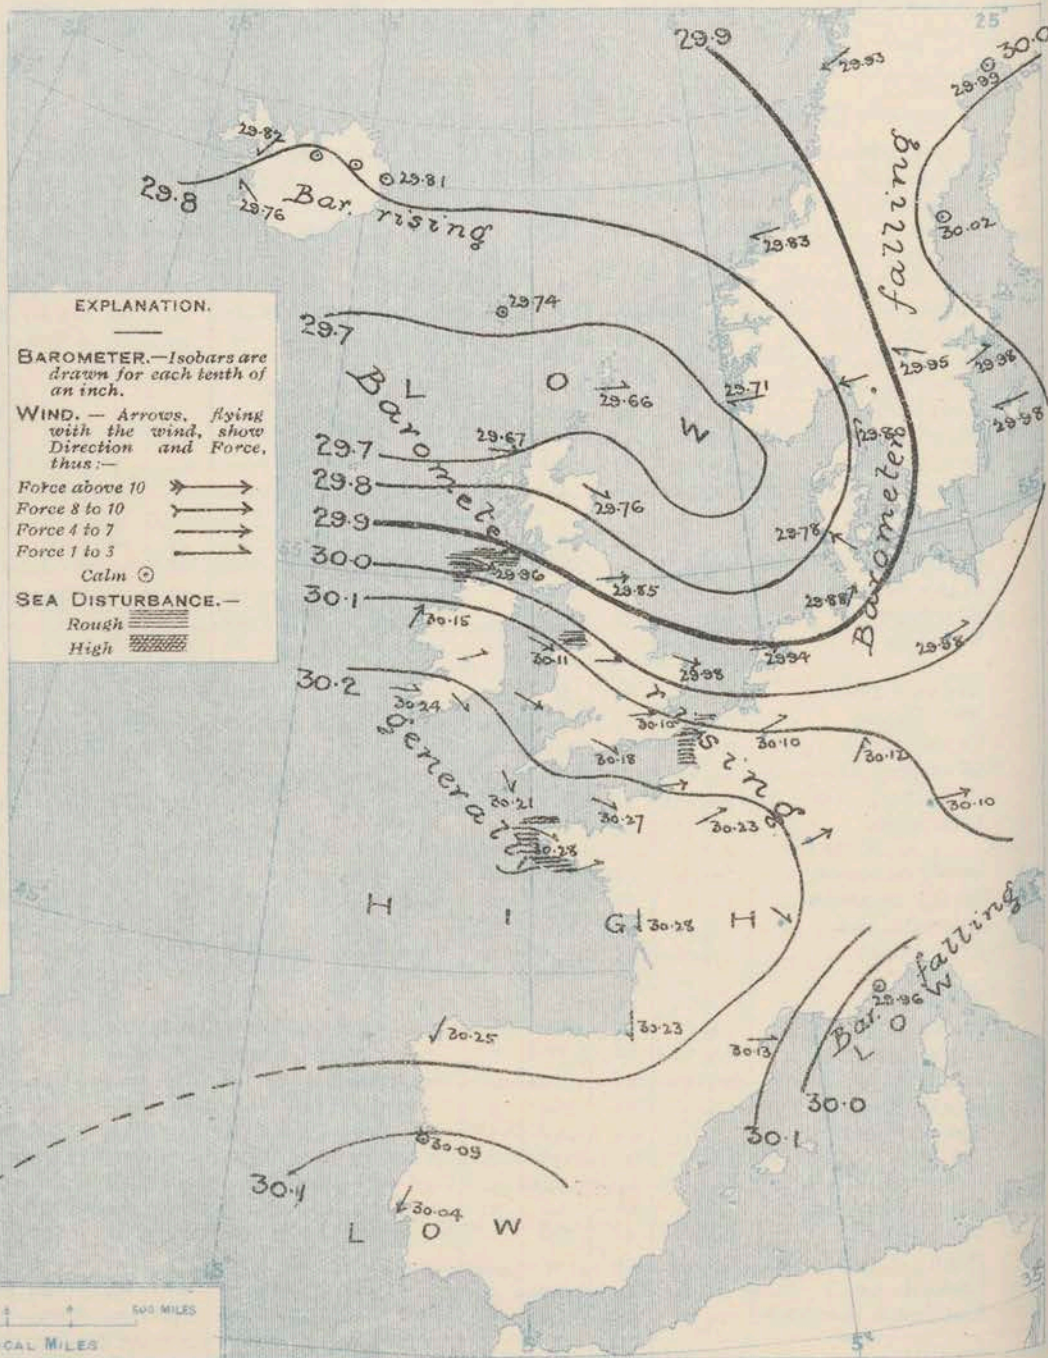 25°
29.9
29.93
30.0
29.99
29.82
29.81
29.8
29.76
Bar. rising
falling
30.02
29.83
EXPLANATION.
BAROMETER.—Isobars are
drawn for each tenth of
an inch.
WIND. — Arrows, flying
with the wind, show
Direction and Force,
thus:—
Force above 10
Force 8 to 10
Force 4 to 7
Force 1 to 3
Calm
SEA DISTURBANCE.—
Rough
High
29.74
29.7
29.95
29.98
29.98
L O W
29.66
29.71
Barometer
29.67
29.7
29.80
29.8
29.76
29.78
29.9
29.96
30.0
29.85
29.88
Barometer
30.1
30.15
30.11
29.98
29.94
29.98
30.2
30.24
generally
rising
30.10
30.10
30.12
30.18
30.21
30.27
30.23
30.10
30.28
45°
H I G H
30.28
Bar. falling
29.96
L O W
30.25
30.23
30.13
30.0
30.1
30.09
30.1
30.04
L O W
35°
500 MILES
CAL MILES
5°
5°